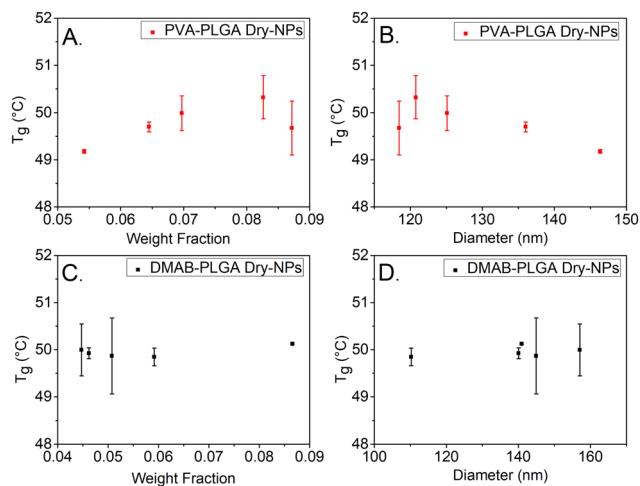 A.
PVA-PLGA Dry-NPs
52
51
50
49
48
Tg (°C)
0.05 0.06 0.07 0.08 0.09
Weight Fraction
B.
PVA-PLGA Dry-NPs
52
51
50
49
48
Tg (°C)
120 130 140 150
Diameter (nm)
C.
DMAB-PLGA Dry-NPs
52
51
50
49
48
Tg (°C)
0.04 0.05 0.06 0.07 0.08 0.09
Weight Fraction
D.
DMAB-PLGA Dry-NPs
52
51
50
49
48
Tg (°C)
100 120 140 160
Diameter (nm)